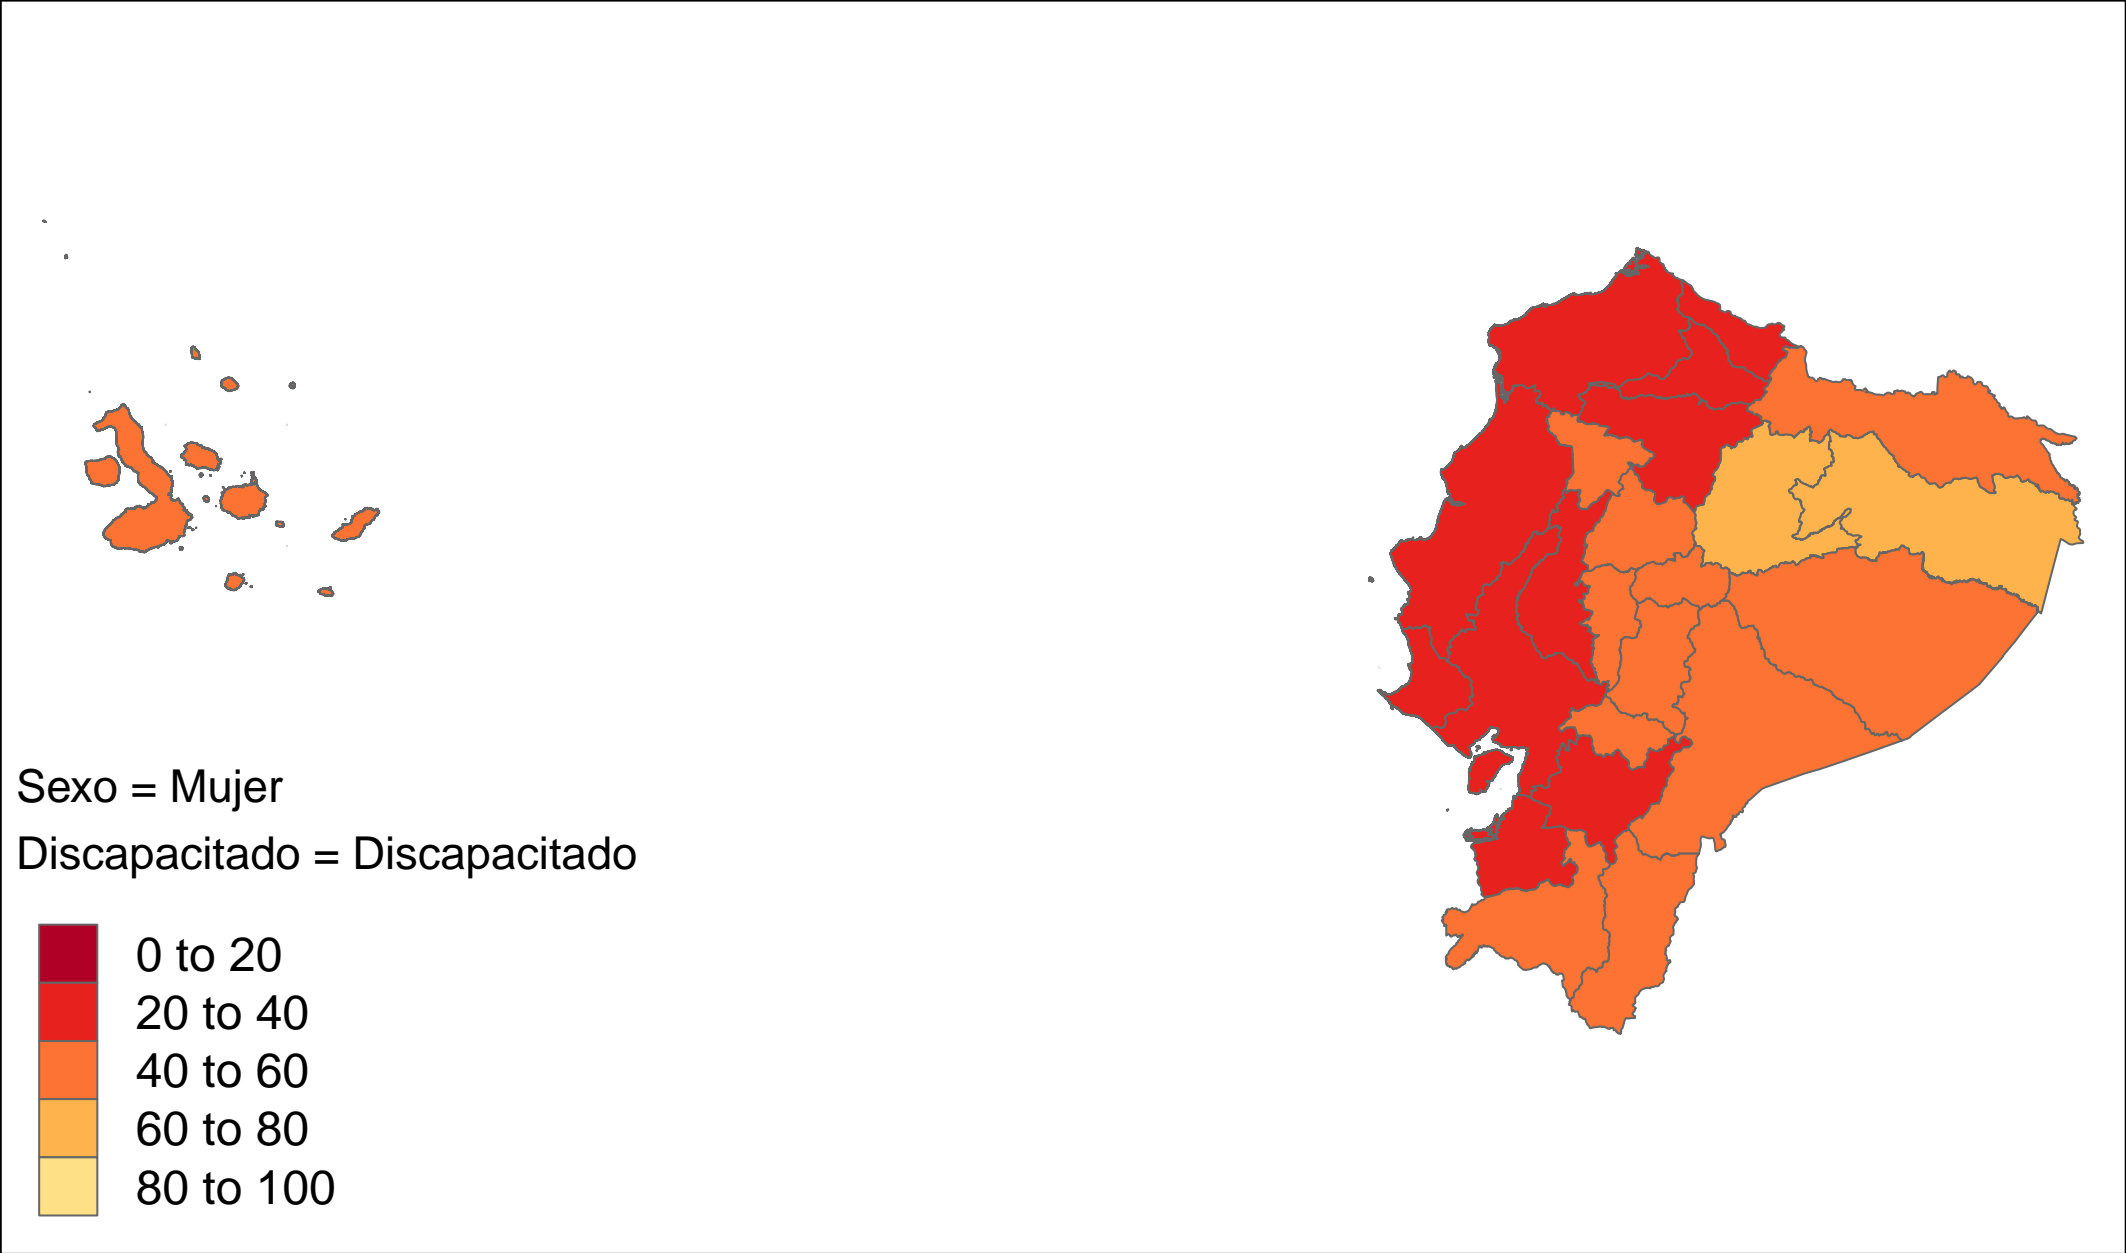 Sexo = Mujer
Discapacitado = Discapacitado
0 to 20
20 to 40
40 to 60
60 to 80
80 to 100